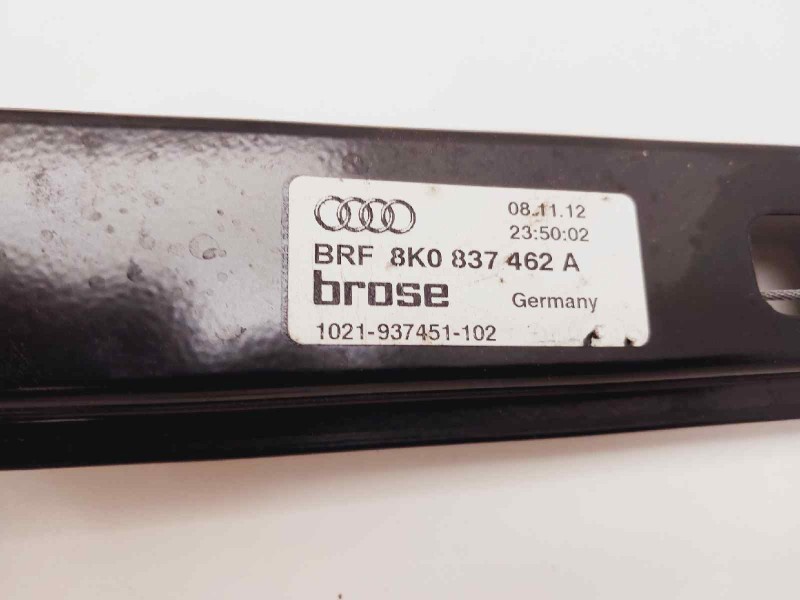 08.11.12
23:50:02
BRF 8K0 837 462 A
brose Germany
1021-937451-102